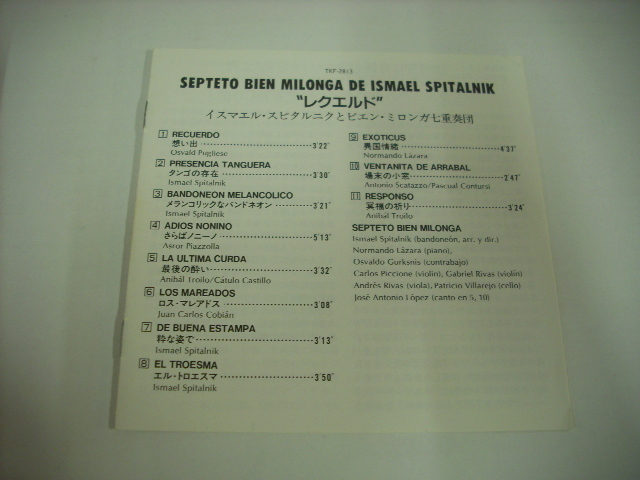 TKF-2813
SEPTETO BIEN MILONGA DE ISMAEL SPITALNIK
"レクエルド"
イスマエル・スピタルニクとビエン・ミロンガ七重奏団
1 RECUERDO
想い出 3'22"
Osvald Pugliese
2 PRESENCIA TANGUERA
タンゴの存在 3'30"
Ismael Spitalnik
3 BANDONEON MELANCOLICO
メランコリックなバンドネオン 3'21"
Ismael Spitalnik
4 ADIOS NONINO
さらばノニーノ 5'13"
Astor Piazzolla
5 LA ULTIMA CURDA
最後の酔い 3'32"
Anibál Troilo/Cátulo Castillo
6 LOS MAREADOS
ロス・マレアドス 3'08"
Juan Carlos Cobián
7 DE BUENA ESTAMPA
粋な姿で 3'13"
Ismael Spitalnik
8 EL TROESMA
エル・トロエスマ 3'50"
Ismael Spitalnik
9 EXOTICUS
異国情緒 4'37"
Normando Lázara
10 VENTANITA DE ARRABAL
場末の小窓 2'47"
Antonio Scatazzo/Pascual Contursi
11 RESPONSO
冥福の祈り 3'24"
Anibal Troilo
SEPTETO BIEN MILONGA
Ismael Spitalnik (bandoneón, arr. y dir.)
Normando Lázara (piano),
Osvaldo Gurksnis (contrabajo)
Carlos Piccione (violín), Gabriel Rivas (violín)
Andrés Rivas (viola), Patricio Villarejo (cello)
José Antonio López (canto en 5, 10)